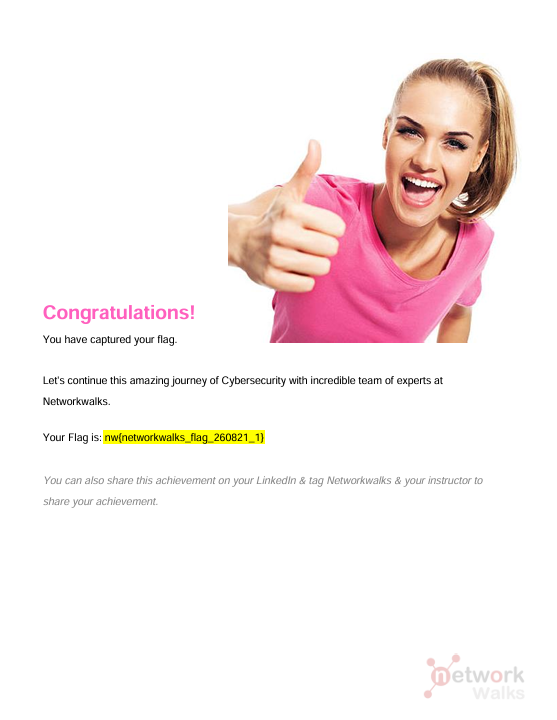 Congratulations!
You have captured your flag.
Let's continue this amazing journey of Cybersecurity with incredible team of experts at
Networkwalks.
Your Flag is: nw{networkwalks_flag_260821_1}
You can also share this achievement on your LinkedIn & tag Networkwalks & your instructor to
share your achievement.
network
Walks